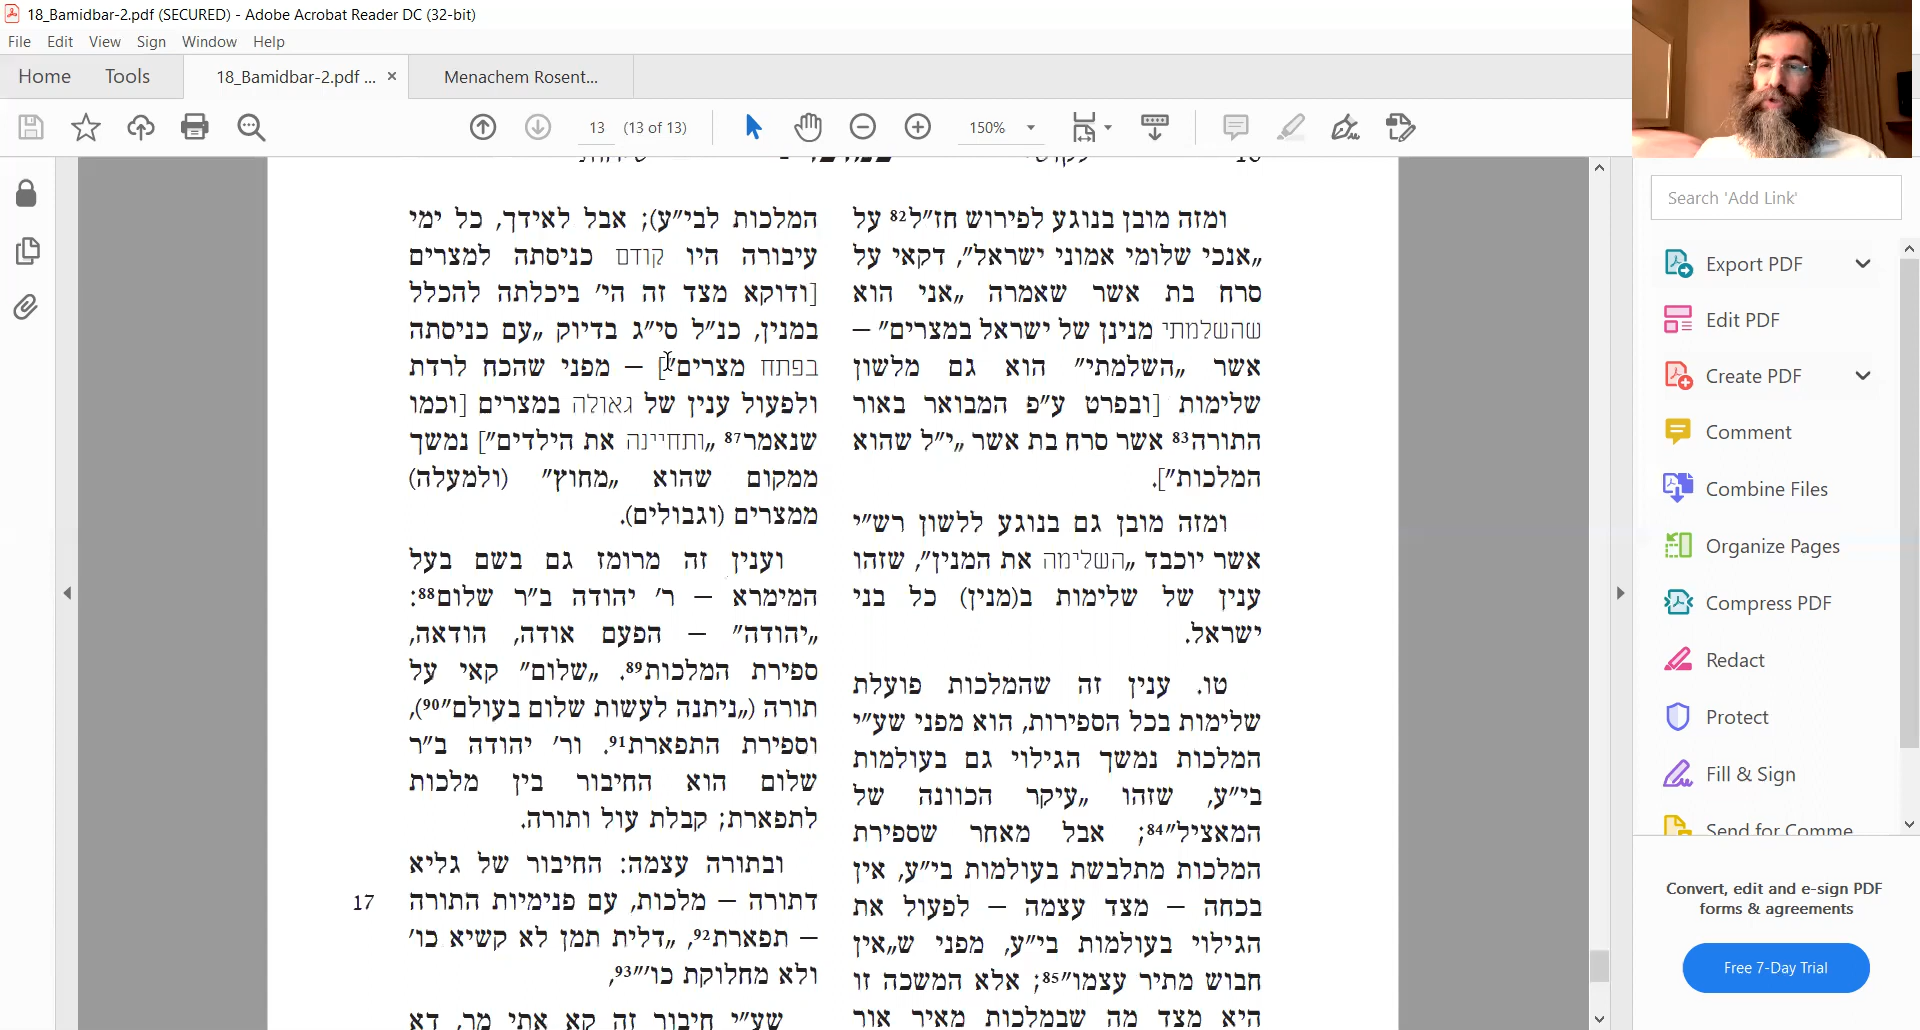 18_Bamidbar-2.pdf (SECURED) - Adobe Acrobat Reader DC (32-bit)
File Edit View Sign Window Help
Home Tools 18_Bamidbar-2.pdf ... × Menachem Rosent...
13 (13 of 13) 150%
ומזה מובן בנוגע לפירוש חז"ל82 על
„אנכי שלומי אמוני ישראל", דקאי על
סרח בת אשר שאמרה „אני הוא
שהשלמתי מנינן של ישראל במצרים" —
אשר „השלמתי" הוא גם מלשון
שלימות [ובפרט ע"פ המבואר באור
התורה83 אשר סרח בת אשר „י"ל שהוא
המלכות"].
ומזה מובן גם בנוגע ללשון רש"י
אשר יוכבד „השלימה את המנין", שזהו
ענין של שלימות ב(מנין) כל בני
ישראל.
טו. ענין זה שהמלכות פועלת
שלימות בכל הספירות, הוא מפני שע"י
המלכות נמשך הגילוי גם בעולמות
בי"ע, שזהו „עיקר הכוונה של
המאציל"84; אבל מאחר שספירת
המלכות מתלבשת בעולמות בי"ע, אין
בכחה — מצד עצמה — לפעול את
הגילוי בעולמות בי"ע, מפני ש„אין
חבוש מתיר עצמו"85; אלא המשכה זו
היא מצד מה שבמלכות מאיר אור
המלכות לבי"ע); אבל לאידך, כל ימי
עיבורה היו קודם כניסתה למצרים
[ודוקא מצד זה הי' ביכלתה להכלל
במנין, כנ"ל סי"ג בדיוק „עם כניסתה
בפתח מצרים"] — מפני שהכח לרדת
ולפעול ענין של גאולה במצרים [וכמו
שנאמר87 „ותחיינה את הילדים"] נמשך
ממקום שהוא „מחוץ" (ולמעלה)
ממצרים (וגבולים).
וענין זה מרומז גם בשם בעל
המימרא — ר' יהודה ב"ר שלום88:
„יהודה" — הפעם אודה, הודאה,
ספירת המלכות89. „שלום" קאי על
תורה („ניתנה לעשות שלום בעולם"90),
וספירת התפארת91. ור' יהודה ב"ר
שלום הוא החיבור בין מלכות
לתפארת; קבלת עול ותורה.
ובתורה עצמה: החיבור של גליא
דתורה — מלכות, עם פנימיות התורה
— תפארת92, „דלית תמן לא קשיא כו'
ולא מחלוקת כו'"93,
שע"י חיבור זה קא אתי מר, דא
17
Search 'Add Link'
Export PDF
Edit PDF
Create PDF
Comment
Combine Files
Organize Pages
Compress PDF
Redact
Protect
Fill & Sign
Send for Comme
Convert, edit and e-sign PDF
forms & agreements
Free 7-Day Trial